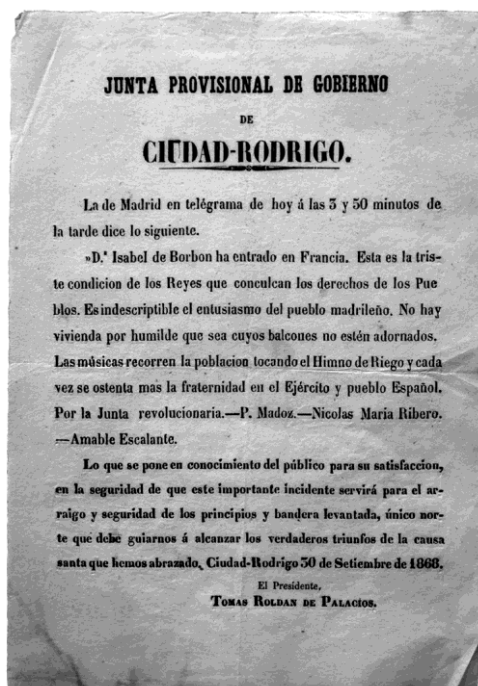 JUNTA PROVISIONAL DE GOBIERNO
DE
CIUDAD-RODRIGO.
La de Madrid en telégrama de hoy á las 3 y 50 minutos de
la tarde dice lo siguiente.
»D.ª Isabel de Borbon ha entrado en Francia. Esta es la tris-
te condicion de los Reyes que conculcan los derechos de los Pue
blos. Es indescriptible el entusiasmo del pueblo madrileño. No hay
vivienda por humilde que sea cuyos balcones no estén adornados.
Las músicas recorren la poblacion tocando el Himno de Riego y cada
vez se ostenta mas la fraternidad en el Ejército y pueblo Español.
Por la Junta revolucionaria.—P. Madoz.—Nicolas Maria Ribero.
—Amable Escalante.
Lo que se pone en conocimiento del público para su satisfaccion,
en la seguridad de que este importante incidente servirá para el ar-
raigo y seguridad de los principios y bandera levantada, único nor-
te que debe guiarnos á alcanzar los verdaderos triunfos de la causa
santa que hemos abrazado. Ciudad-Rodrigo 30 de Setiembre de 1868.
El Presidente,
TOMAS ROLDAN DE PALACIOS.